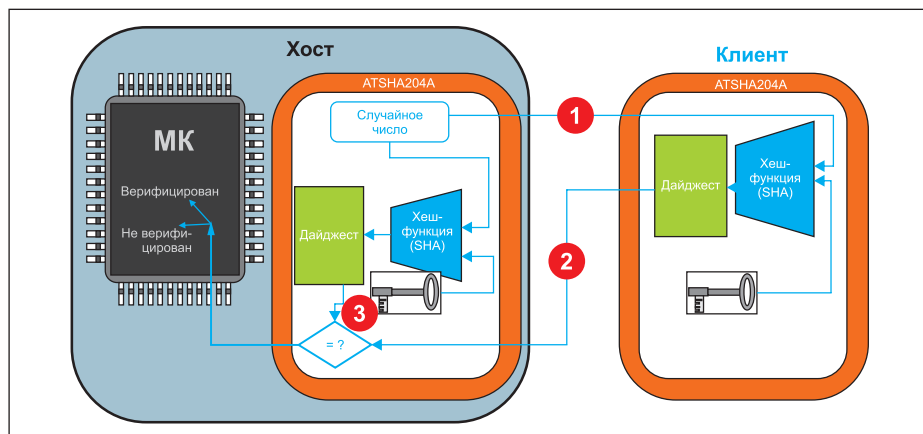 Хост
Клиент
ATSHA204A
ATSHA204A
Случайное
число
1
МК
Верифицирован
Не верифи-
цирован
Дайджест
Хеш-
функция
(SHA)
Дайджест
Хеш-
функция
(SHA)
2
3
= ?